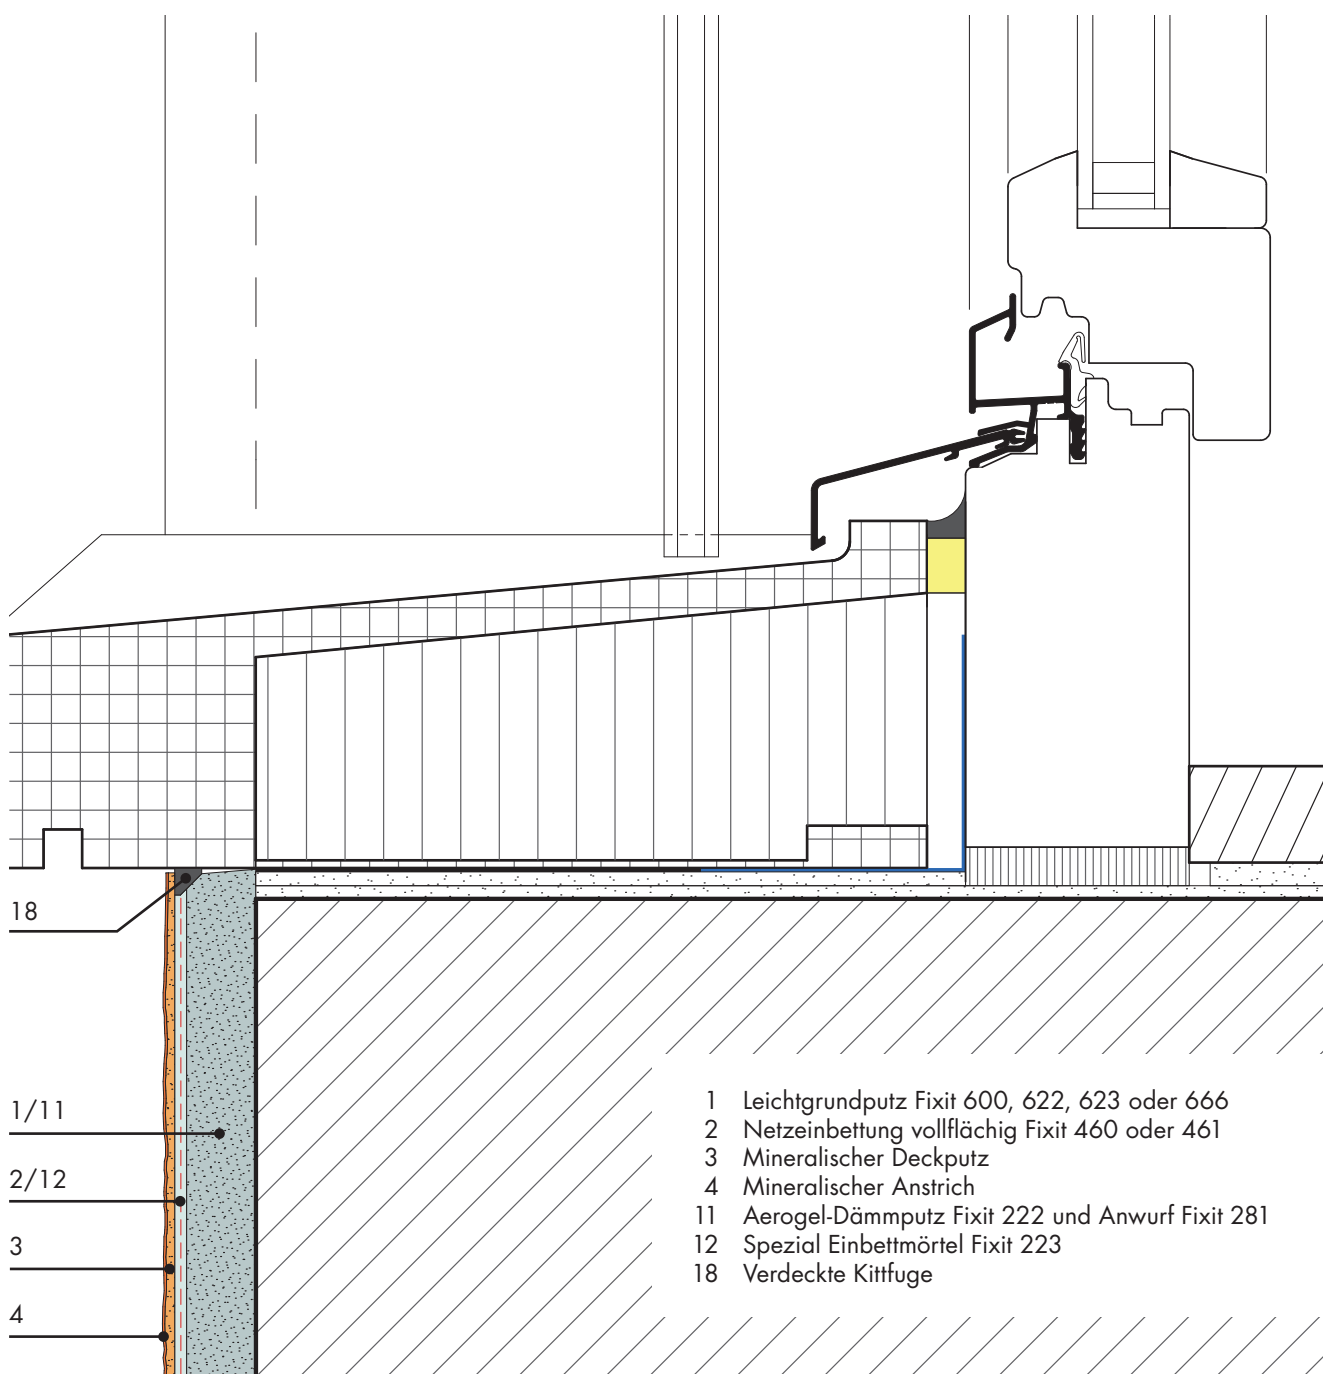 18
1/11
2/12
3
4
1 Leichtgrundputz Fixit 600, 622, 623 oder 666
2 Netzeinbettung vollflächig Fixit 460 oder 461
3 Mineralischer Deckputz
4 Mineralischer Anstrich
11 Aerogel-Dämmputz Fixit 222 und Anwurf Fixit 281
12 Spezial Einbettmörtel Fixit 223
18 Verdeckte Kittfuge